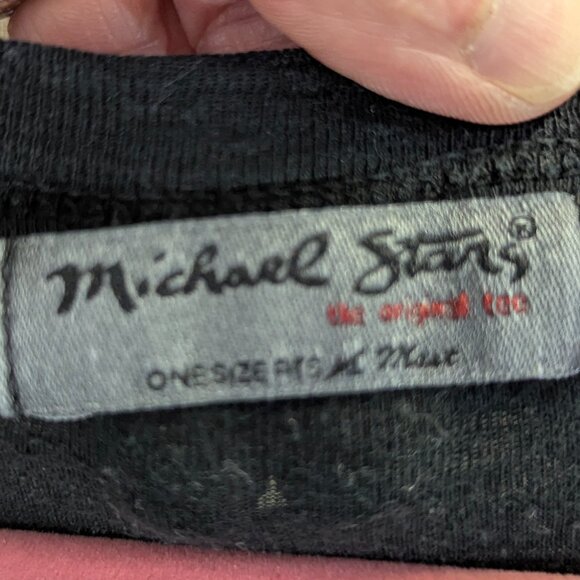 Michael Stars®
the original tee
ONE SIZE FITS Most